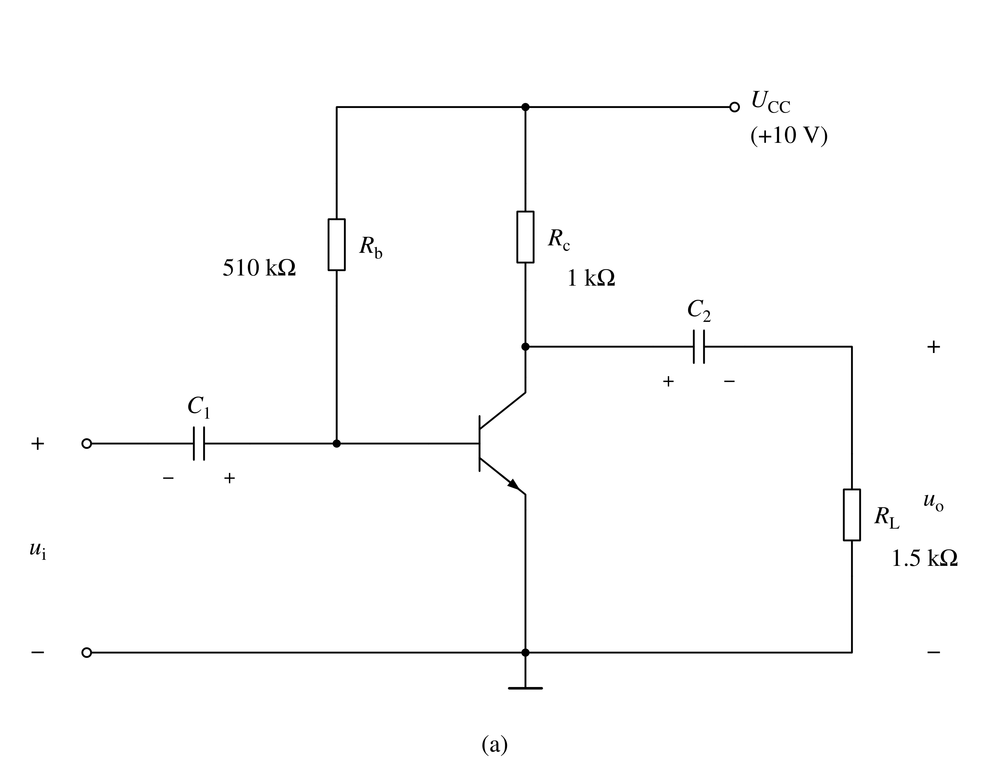 U_CC
(+10 V)
R_b
510 kΩ
R_c
1 kΩ
C_2
+ −
+
C_1
+
− +
u_i
−
u_o
R_L
1.5 kΩ
−
(a)